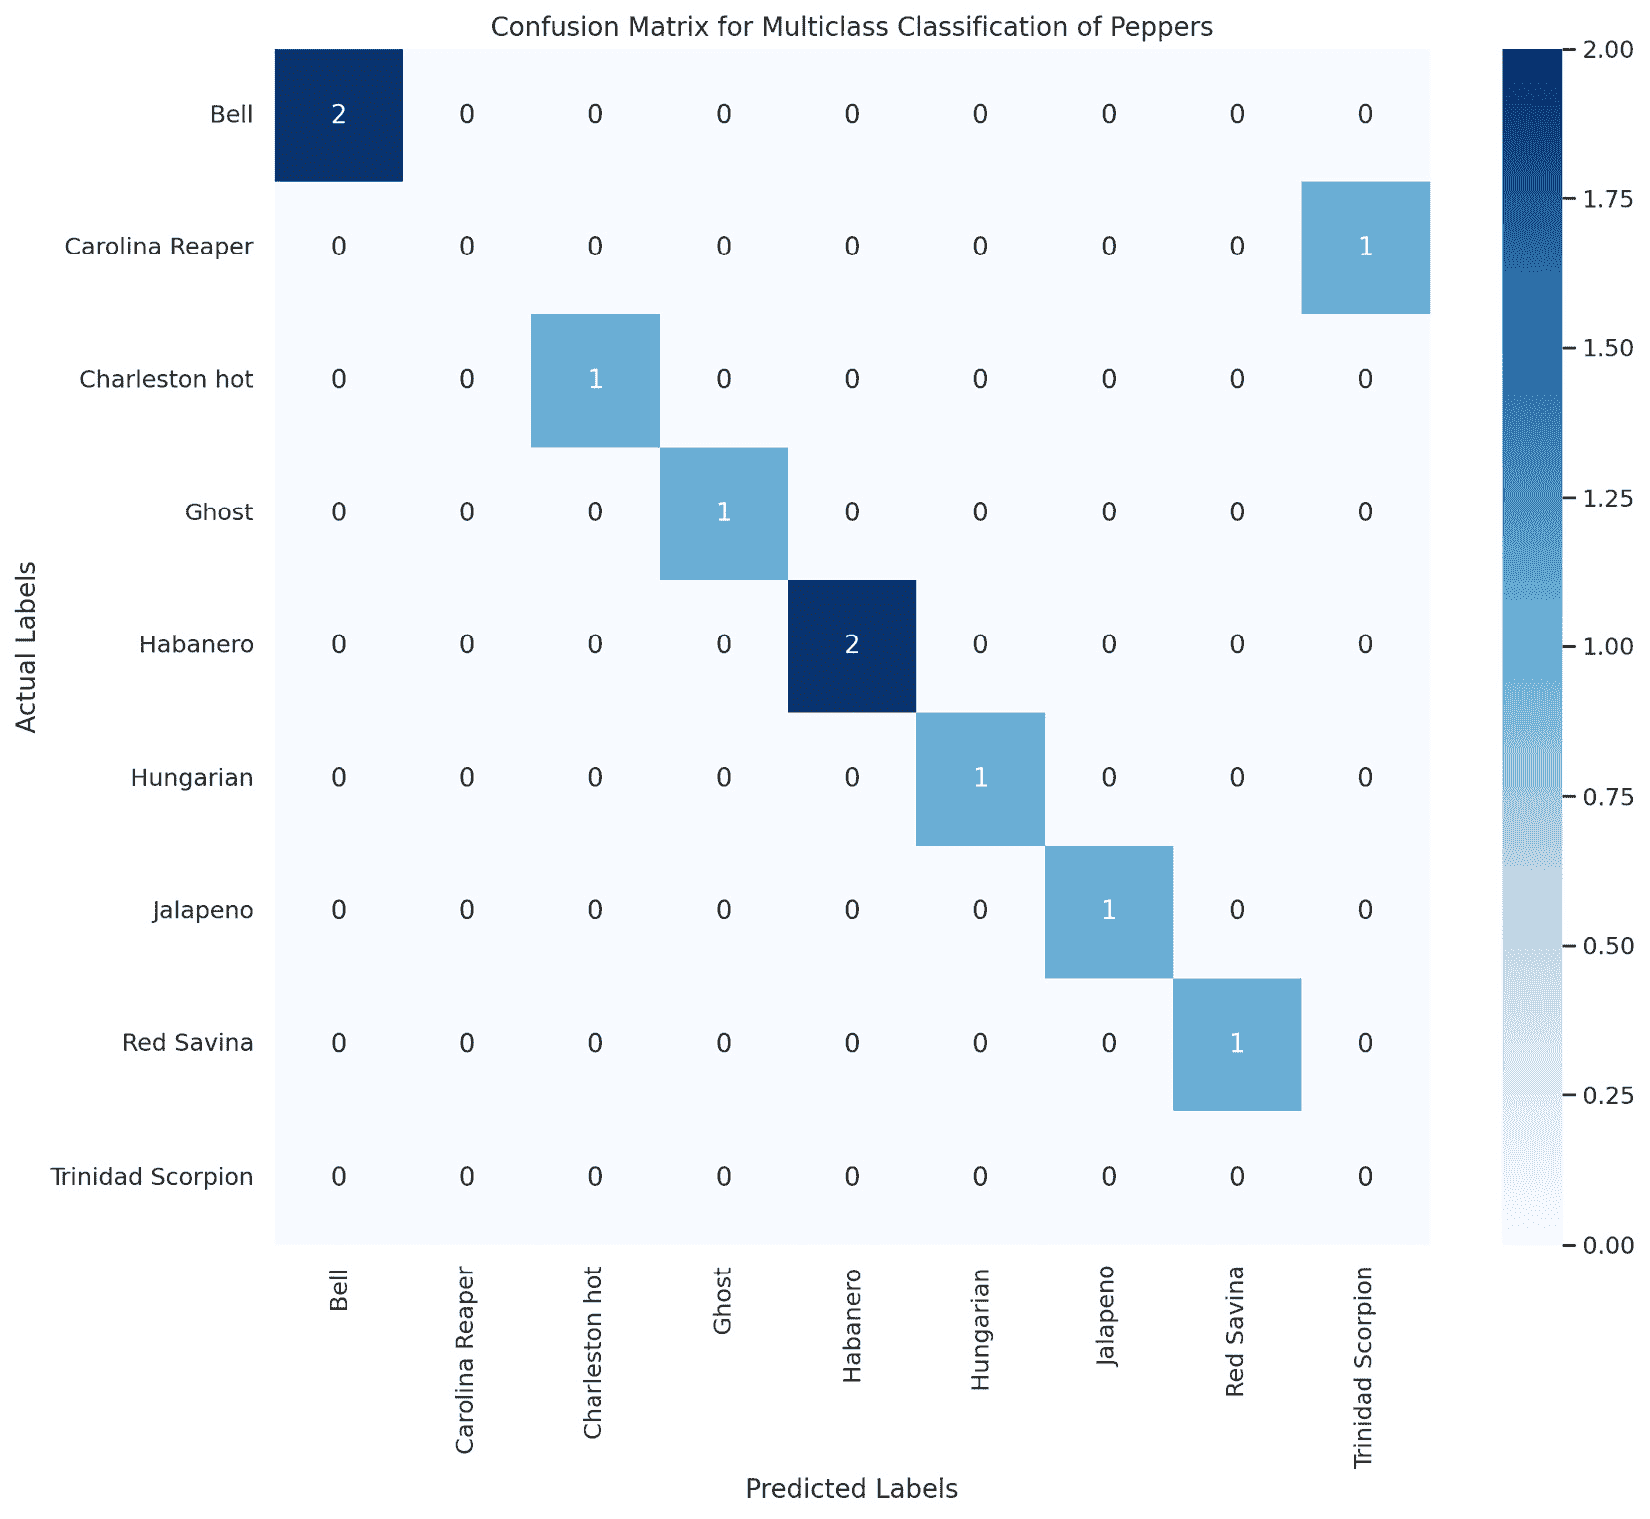 Confusion Matrix for Multiclass Classification of Peppers
Bell 2 0 0 0 0 0 0 0 0
Carolina Reaper 0 0 0 0 0 0 0 0 1
Charleston hot 0 0 1 0 0 0 0 0 0
Ghost 0 0 0 1 0 0 0 0 0
Habanero 0 0 0 0 2 0 0 0 0
Hungarian 0 0 0 0 0 1 0 0 0
Jalapeno 0 0 0 0 0 0 1 0 0
Red Savina 0 0 0 0 0 0 0 1 0
Trinidad Scorpion 0 0 0 0 0 0 0 0 0
Actual Labels
Bell
Carolina Reaper
Charleston hot
Ghost
Habanero
Hungarian
Jalapeno
Red Savina
Trinidad Scorpion
Predicted Labels
2.00
1.75
1.50
1.25
1.00
0.75
0.50
0.25
0.00